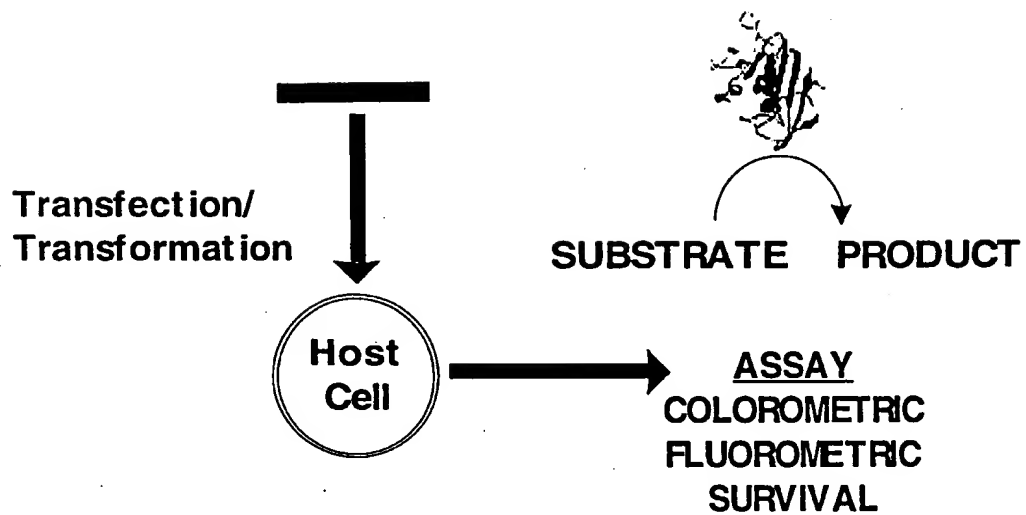 Transfection/
Transformation
SUBSTRATE PRODUCT
Host
Cell
ASSAY
COLOROMETRIC
FLUOROMETRIC
SURVIVAL